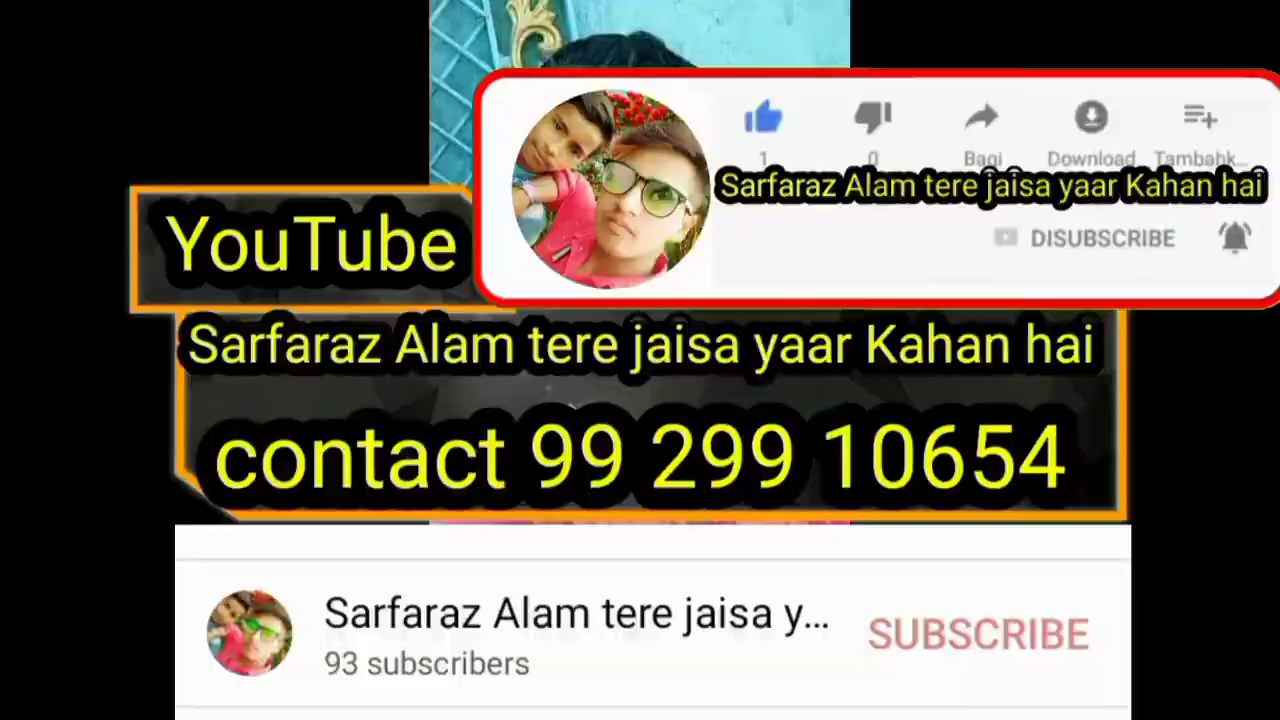 1
0
Bagi
Download
Tambahk...
Sarfaraz Alam tere jaisa yaar Kahan hai
DISUBSCRIBE
YouTube
Sarfaraz Alam tere jaisa yaar Kahan hai
contact 99 299 10654
Sarfaraz Alam tere jaisa y...
93 subscribers
SUBSCRIBE